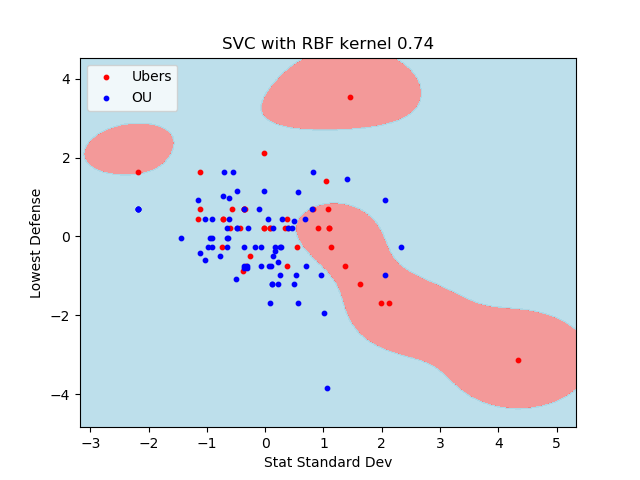 SVC with RBF kernel 0.74
Ubers
OU
4
2
0
−2
−4
Lowest Defense
−3
−2
−1
0
1
2
3
4
5
Stat Standard Dev